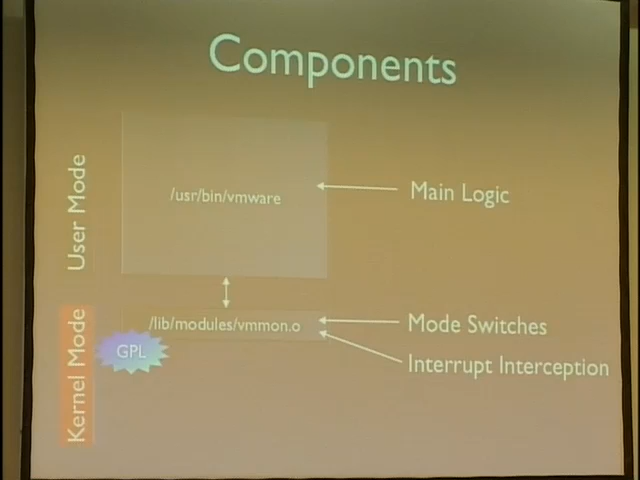 Components
User Mode
/usr/bin/vmware
Main Logic
Kernel Mode
/lib/modules/vmmon.o
GPL
Mode Switches
Interrupt Interception